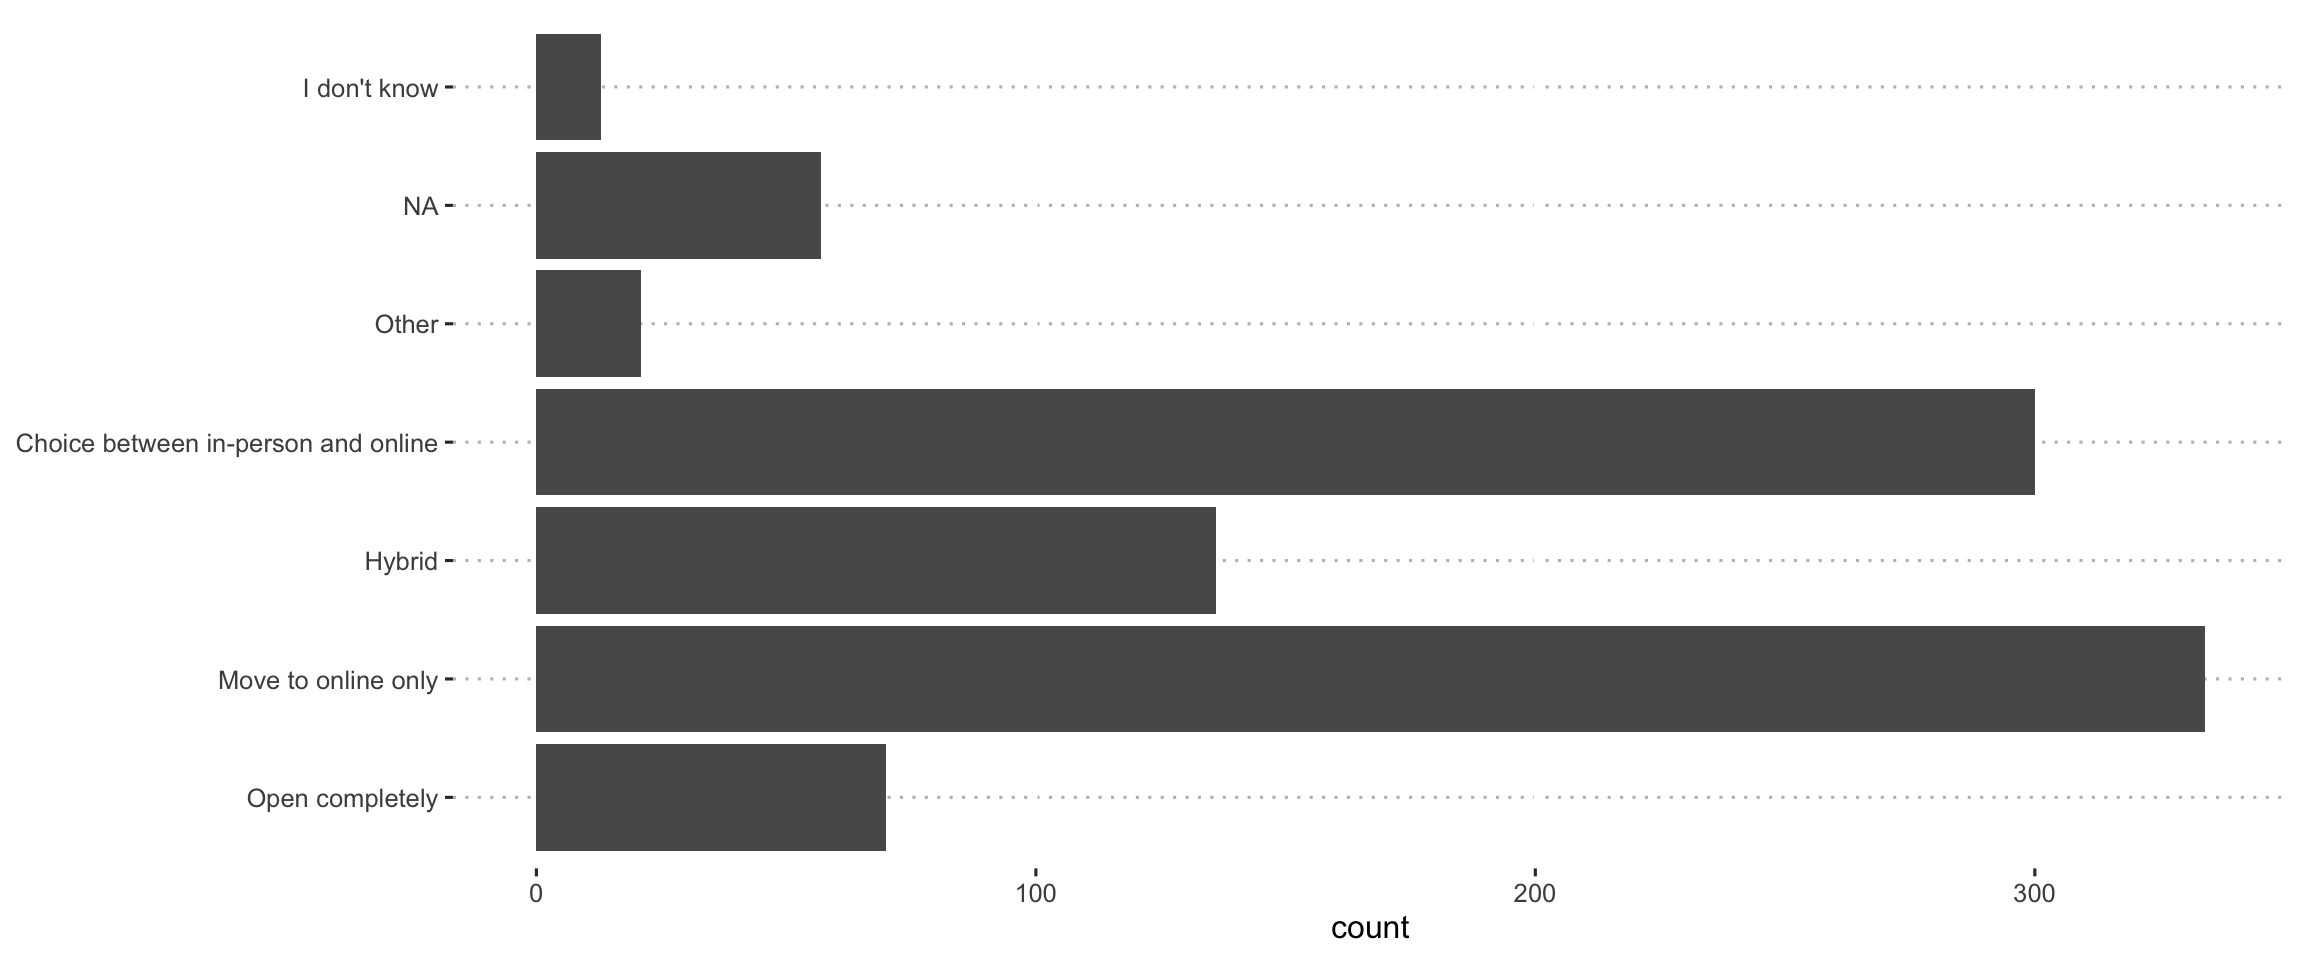 I don't know
NA
Other
Choice between in-person and online
Hybrid
Move to online only
Open completely
0 100 200 300
count